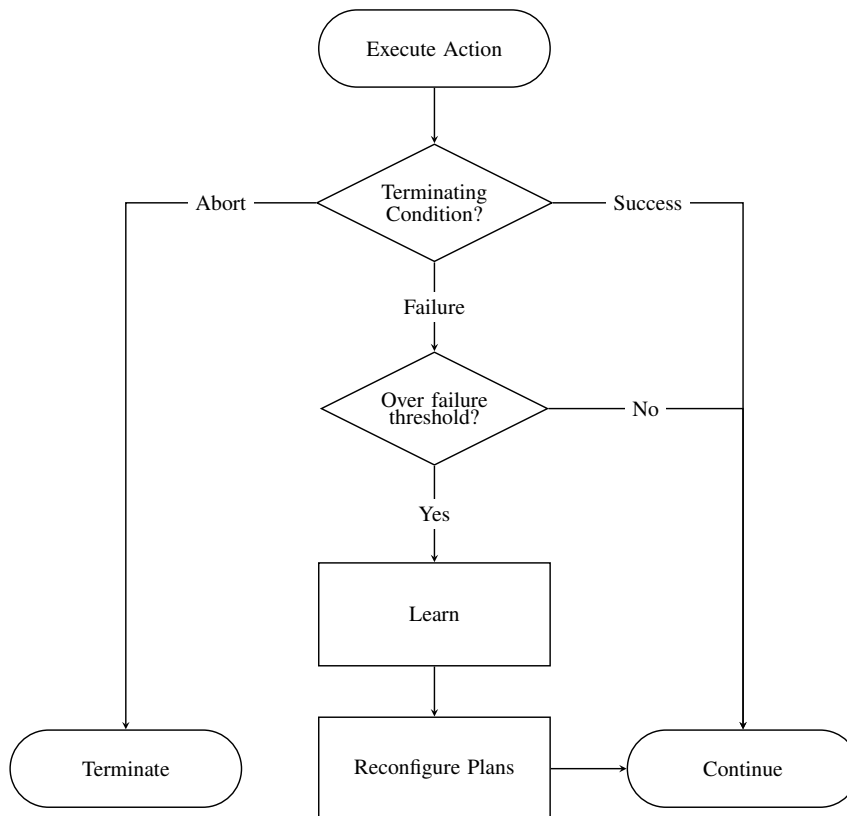 Execute Action
Terminating
Condition?
Abort
Success
Failure
Over failure
threshold?
No
Yes
Learn
Terminate
Reconfigure Plans
Continue